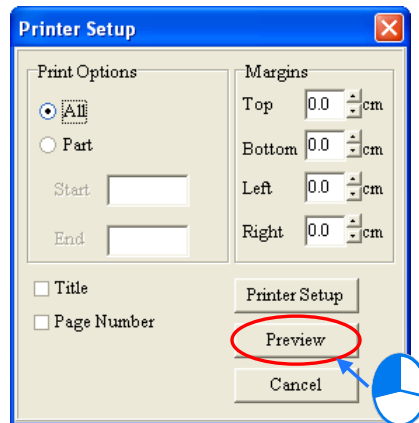 Printer Setup
Print Options
All
Part
Start
End
Margins
Top 0.0 cm
Bottom 0.0 cm
Left 0.0 cm
Right 0.0 cm
Title
Page Number
Printer Setup
Preview
Cancel